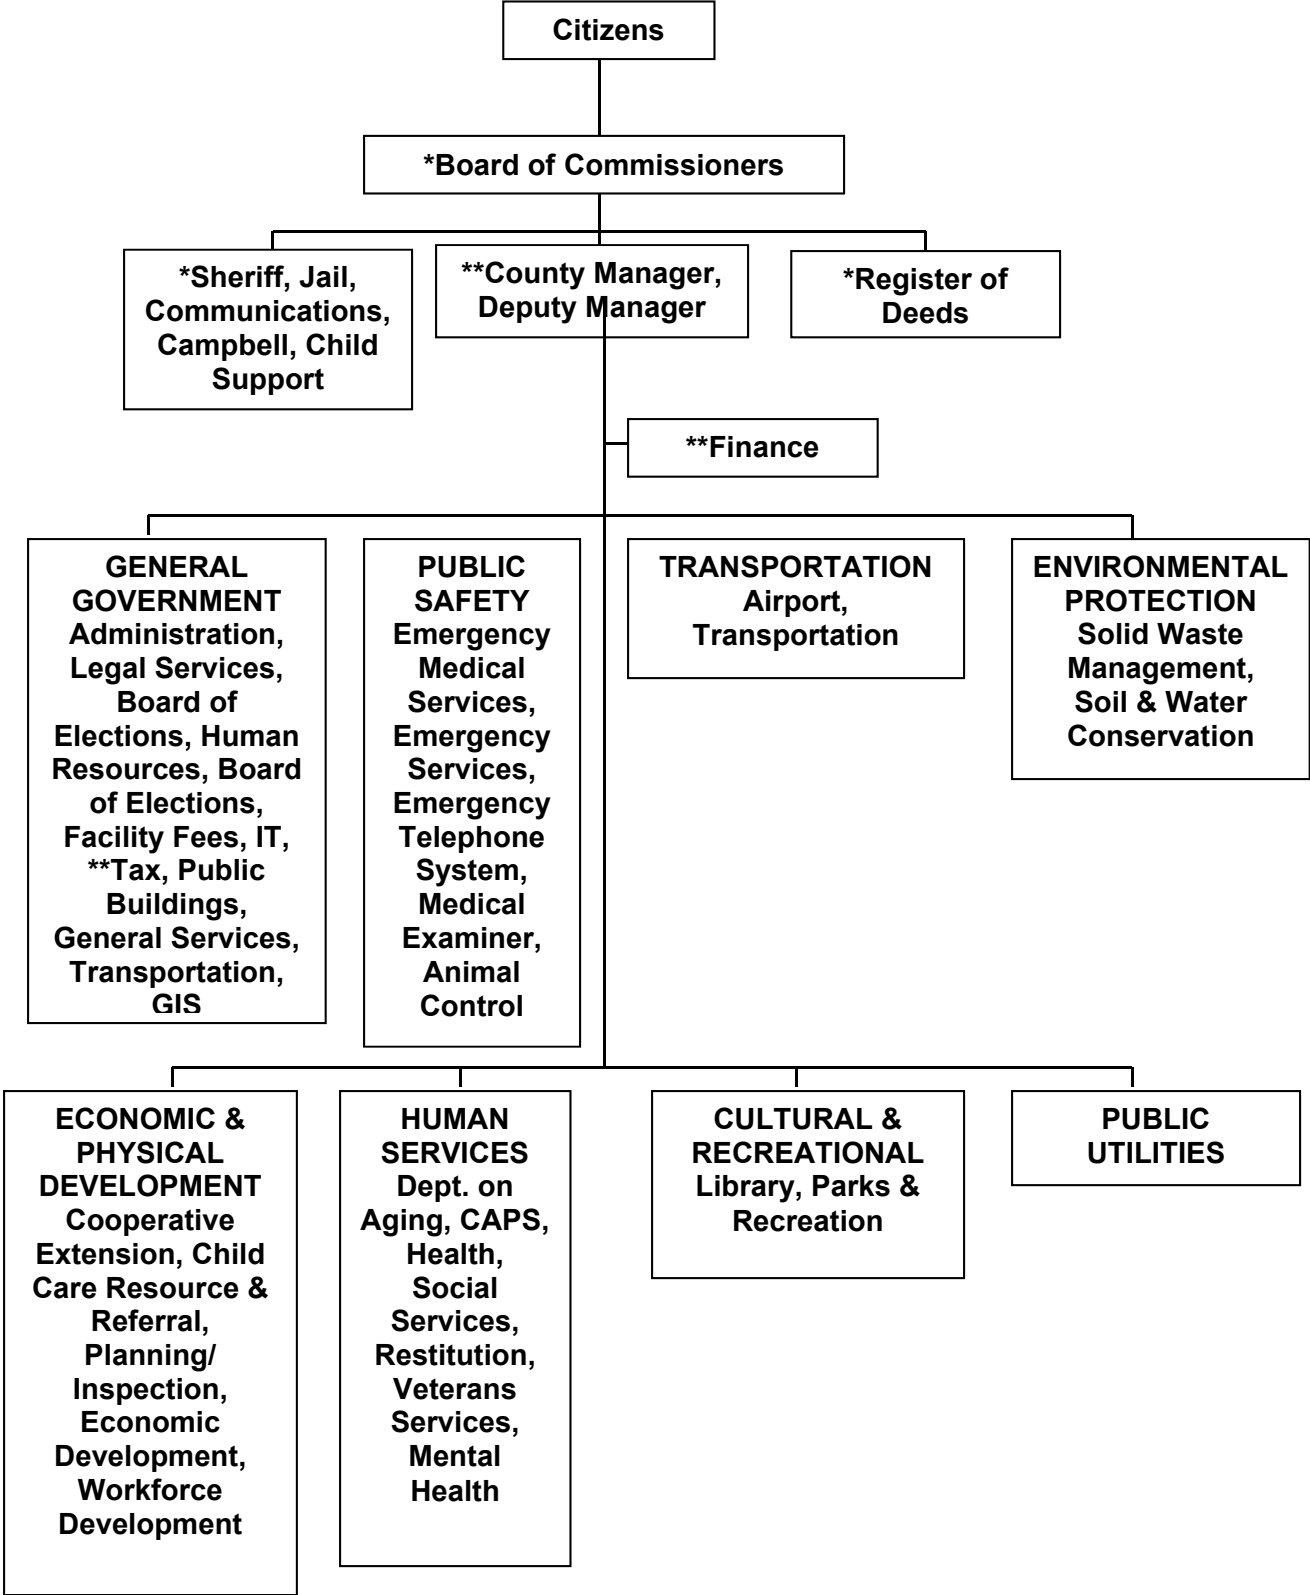 Citizens
*Board of Commissioners
*Sheriff, Jail,
Communications,
Campbell, Child
Support
**County Manager,
Deputy Manager
*Register of
Deeds
**Finance
GENERAL
GOVERNMENT
Administration,
Legal Services,
Board of
Elections, Human
Resources, Board
of Elections,
Facility Fees, IT,
**Tax, Public
Buildings,
General Services,
Transportation,
GIS
PUBLIC
SAFETY
Emergency
Medical
Services,
Emergency
Services,
Emergency
Telephone
System,
Medical
Examiner,
Animal
Control
TRANSPORTATION
Airport,
Transportation
ENVIRONMENTAL
PROTECTION
Solid Waste
Management,
Soil & Water
Conservation
ECONOMIC &
PHYSICAL
DEVELOPMENT
Cooperative
Extension, Child
Care Resource &
Referral,
Planning/
Inspection,
Economic
Development,
Workforce
Development
HUMAN
SERVICES
Dept. on
Aging, CAPS,
Health,
Social
Services,
Restitution,
Veterans
Services,
Mental
Health
CULTURAL &
RECREATIONAL
Library, Parks &
Recreation
PUBLIC
UTILITIES